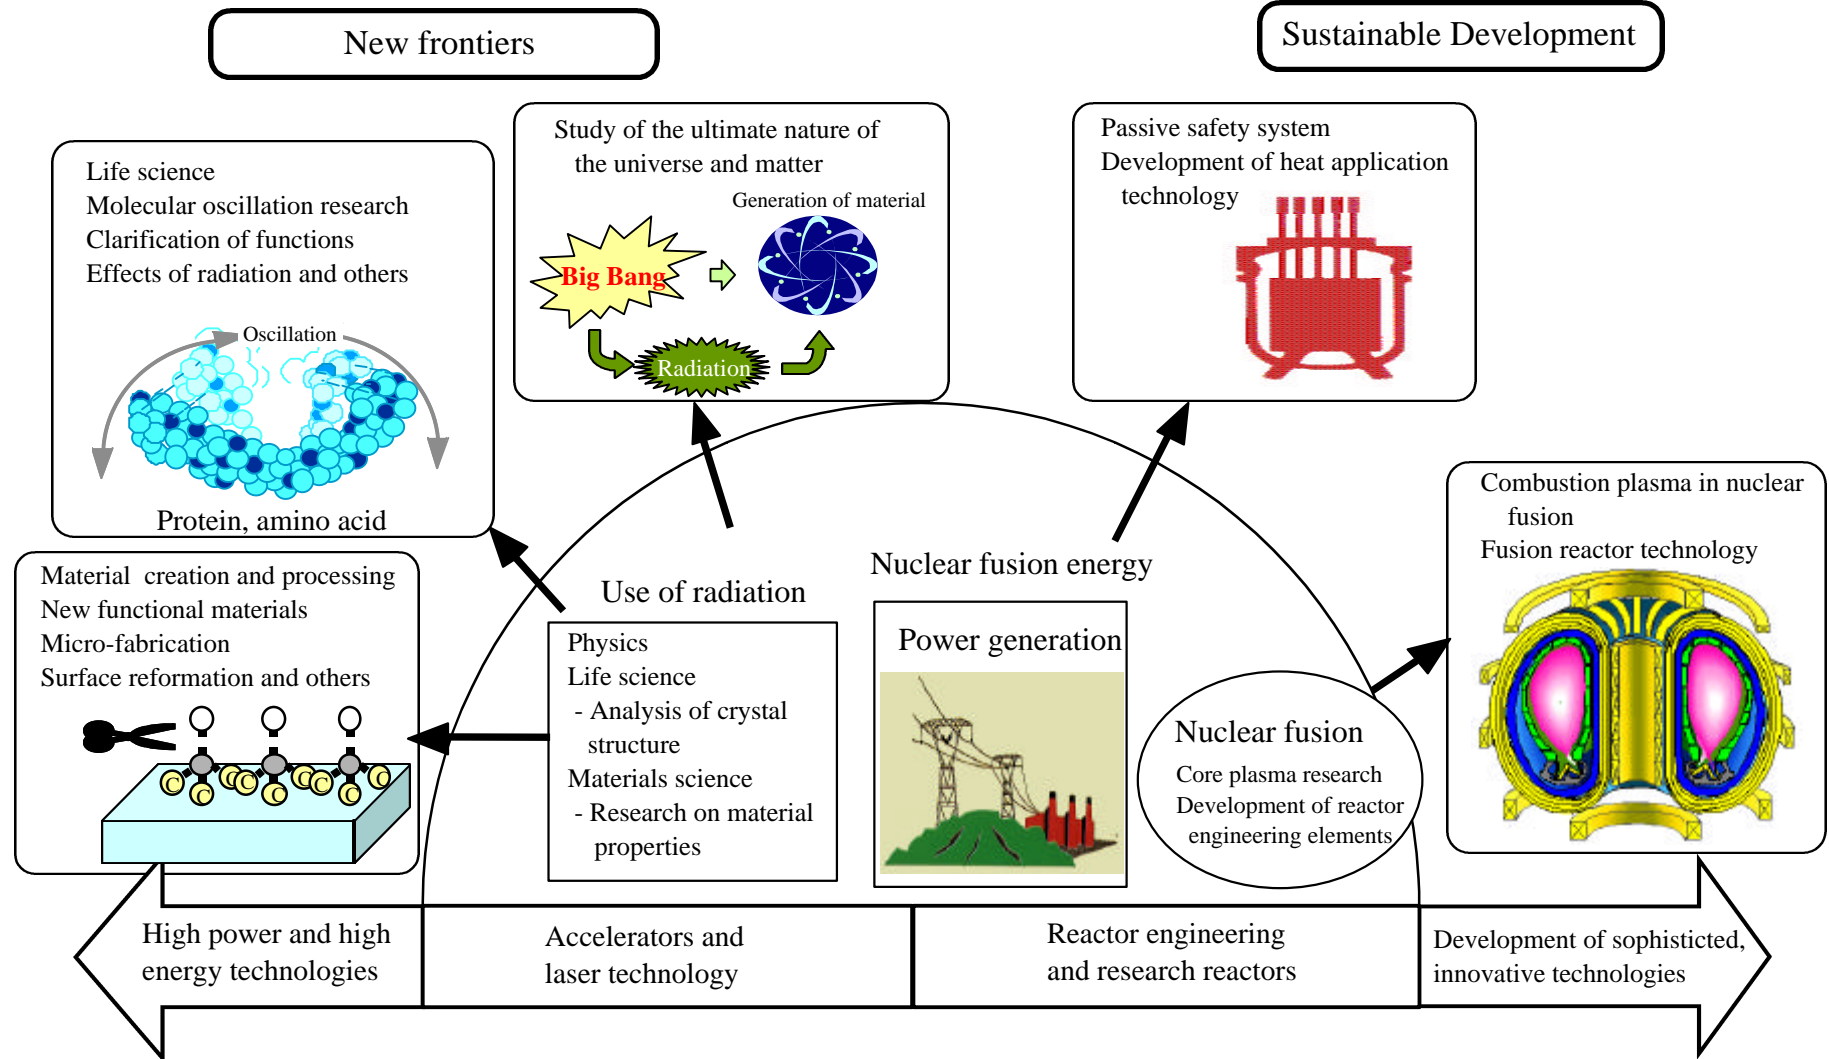 New frontiers
Sustainable Development
Life science
Molecular oscillation research
Clarification of functions
Effects of radiation and others
Oscillation
Protein, amino acid
Study of the ultimate nature of
the universe and matter
Generation of material
Big Bang
Radiation
Passive safety system
Development of heat application
technology
Combustion plasma in nuclear
fusion
Fusion reactor technology
Material creation and processing
New functional materials
Micro-fabrication
Surface reformation and others
C C C C C C C C C
Use of radiation
Physics
Life science
- Analysis of crystal
structure
Materials science
- Research on material
properties
Nuclear fusion energy
Power generation
Nuclear fusion
Core plasma research
Development of reactor
engineering elements
High power and high
energy technologies
Accelerators and
laser technology
Reactor engineering
and research reactors
Development of sophisticted,
innovative technologies